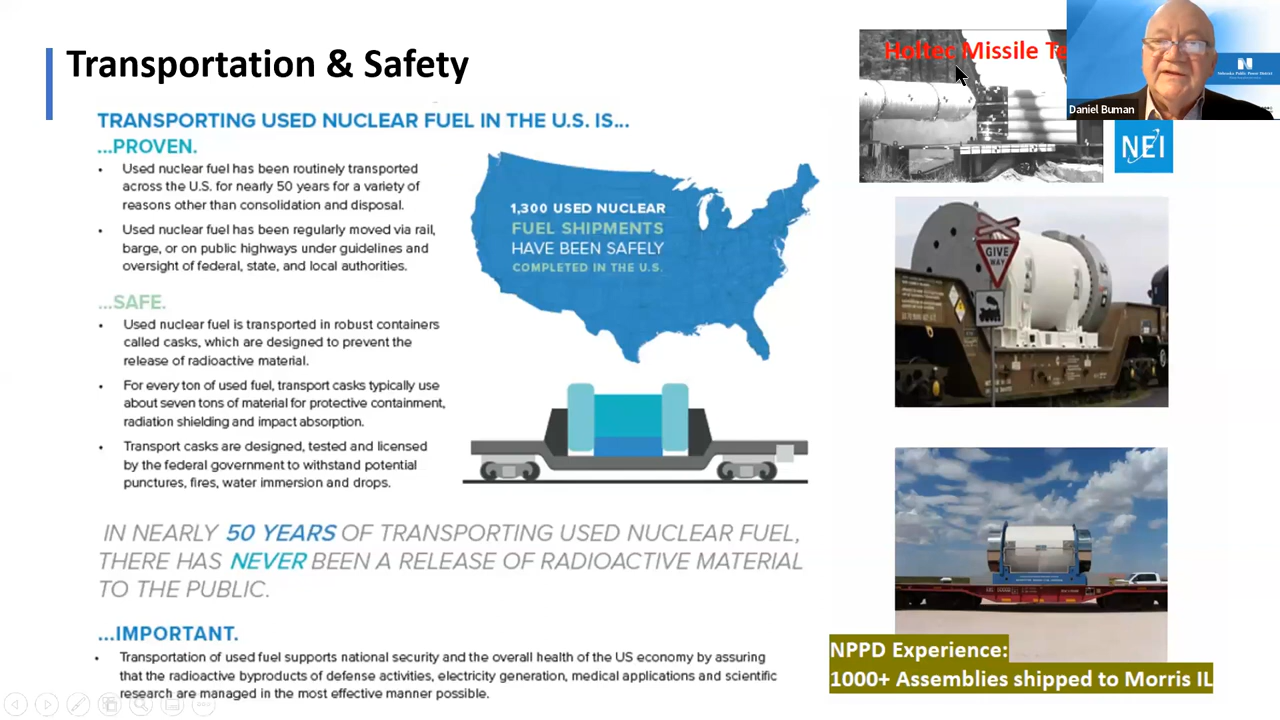 Transportation & Safety
TRANSPORTING USED NUCLEAR FUEL IN THE U.S. IS...
...PROVEN.
• Used nuclear fuel has been routinely transported
across the U.S. for nearly 50 years for a variety of
reasons other than consolidation and disposal.
• Used nuclear fuel has been regularly moved via rail,
barge, or on public highways under guidelines and
oversight of federal, state, and local authorities.
...SAFE.
• Used nuclear fuel is transported in robust containers
called casks, which are designed to prevent the
release of radioactive material.
• For every ton of used fuel, transport casks typically use
about seven tons of material for protective containment,
radiation shielding and impact absorption.
• Transport casks are designed, tested and licensed
by the federal government to withstand potential
punctures, fires, water immersion and drops.
1,300 USED NUCLEAR
FUEL SHIPMENTS
HAVE BEEN SAFELY
COMPLETED IN THE U.S.
IN NEARLY 50 YEARS OF TRANSPORTING USED NUCLEAR FUEL,
THERE HAS NEVER BEEN A RELEASE OF RADIOACTIVE MATERIAL
TO THE PUBLIC.
...IMPORTANT.
• Transportation of used fuel supports national security and the overall health of the US economy by assuring
that the radioactive byproducts of defense activities, electricity generation, medical applications and scientific
research are managed in the most effective manner possible.
Holtec Missile Te
Nebraska Public Power District
Daniel Buman
NEI
GIVE
WAY
NPPD Experience:
1000+ Assemblies shipped to Morris IL